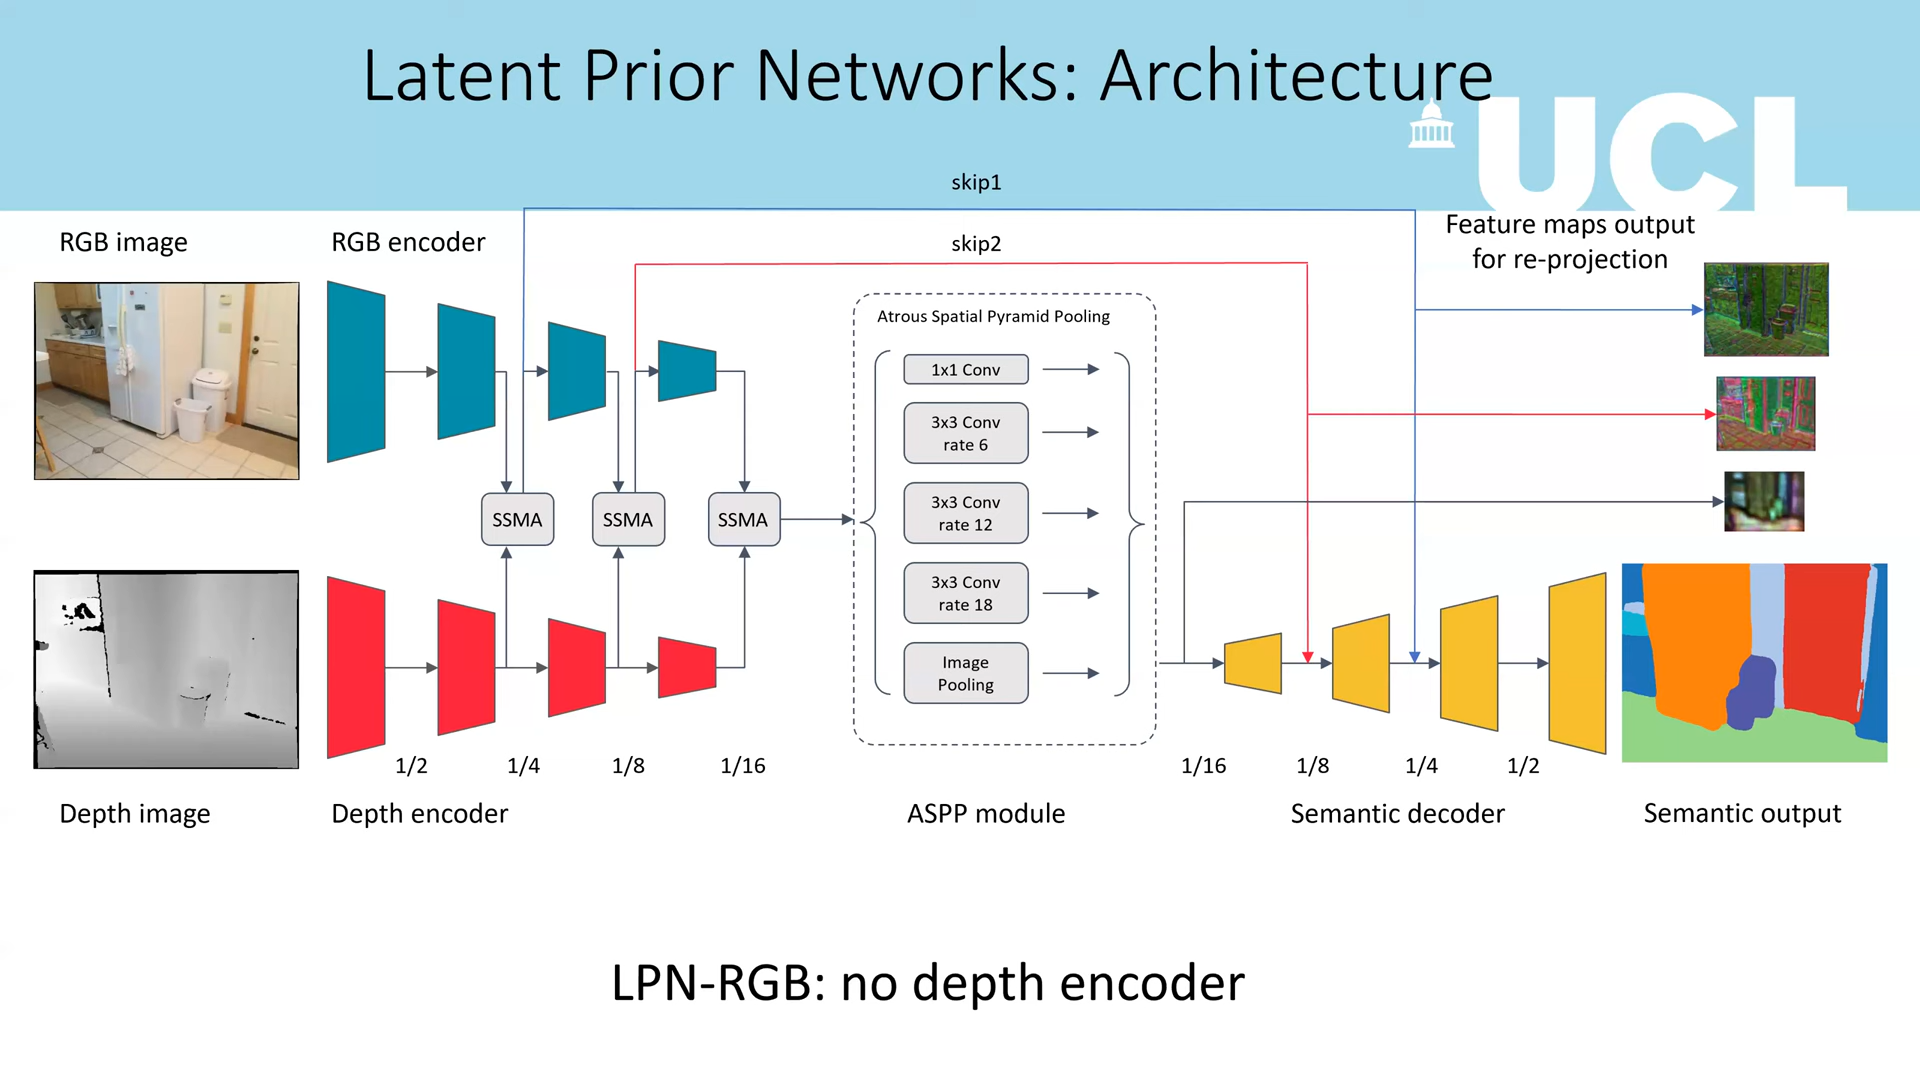 Latent Prior Networks: Architecture
UCL
skip1
skip2
Feature maps output
for re-projection
RGB image
RGB encoder
Atrous Spatial Pyramid Pooling
1x1 Conv
3x3 Conv
rate 6
3x3 Conv
rate 12
3x3 Conv
rate 18
Image
Pooling
SSMA
SSMA
SSMA
1/2
1/4
1/8
1/16
1/16
1/8
1/4
1/2
Depth image
Depth encoder
ASPP module
Semantic decoder
Semantic output
LPN-RGB: no depth encoder